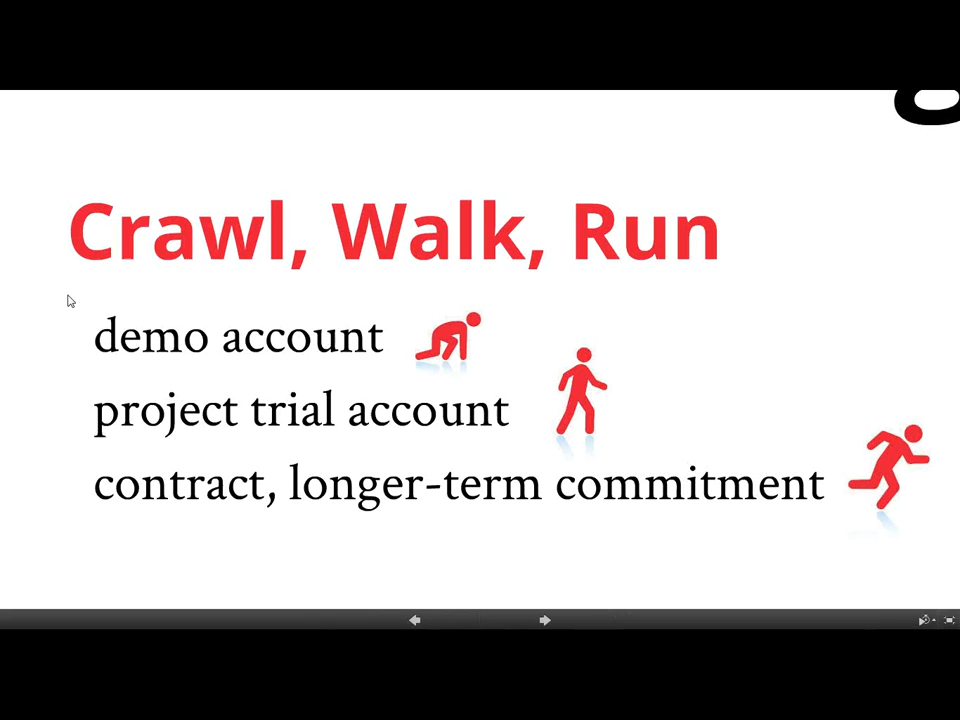 Crawl, Walk, Run
demo account
project trial account
contract, longer-term commitment